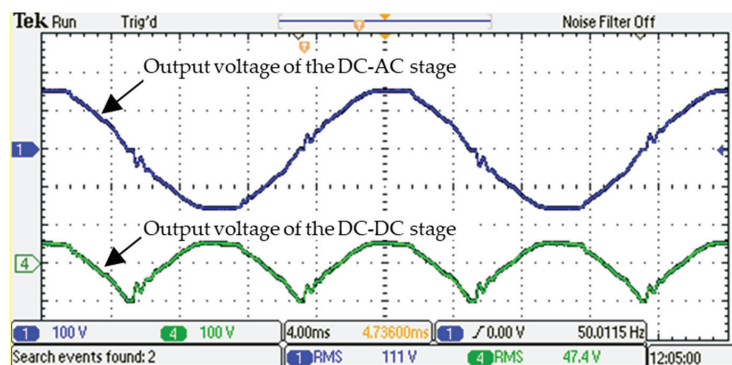 Tek Run Trig'd Noise Filter Off
Output voltage of the DC-AC stage
1
Output voltage of the DC-DC stage
4
1 100 V 4 100 V 4.00ms 4.73600ms 1 ƒ 0.00 V 50.0115 Hz
Search events found: 2 1 RMS 111 V 4 RMS 47.4 V 12:05:00